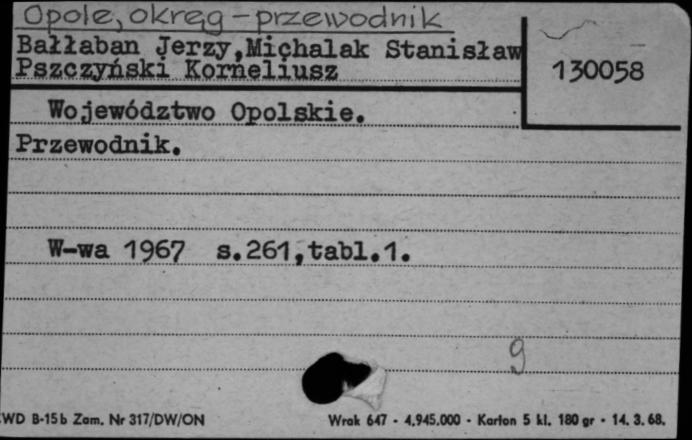 Opole, okręg - przewodnik
Bałłaban Jerzy, Michalak Stanisław
Pszczyński Korneliusz
130058
Województwo Opolskie.
Przewodnik.
W-wa 1967 s.261, tabl.1.
9
WD B-15b Zam. Nr 317/DW/ON
Wrak 647 - 4.945.000 - Karton 5 kl. 180 gr - 14. 3. 68.